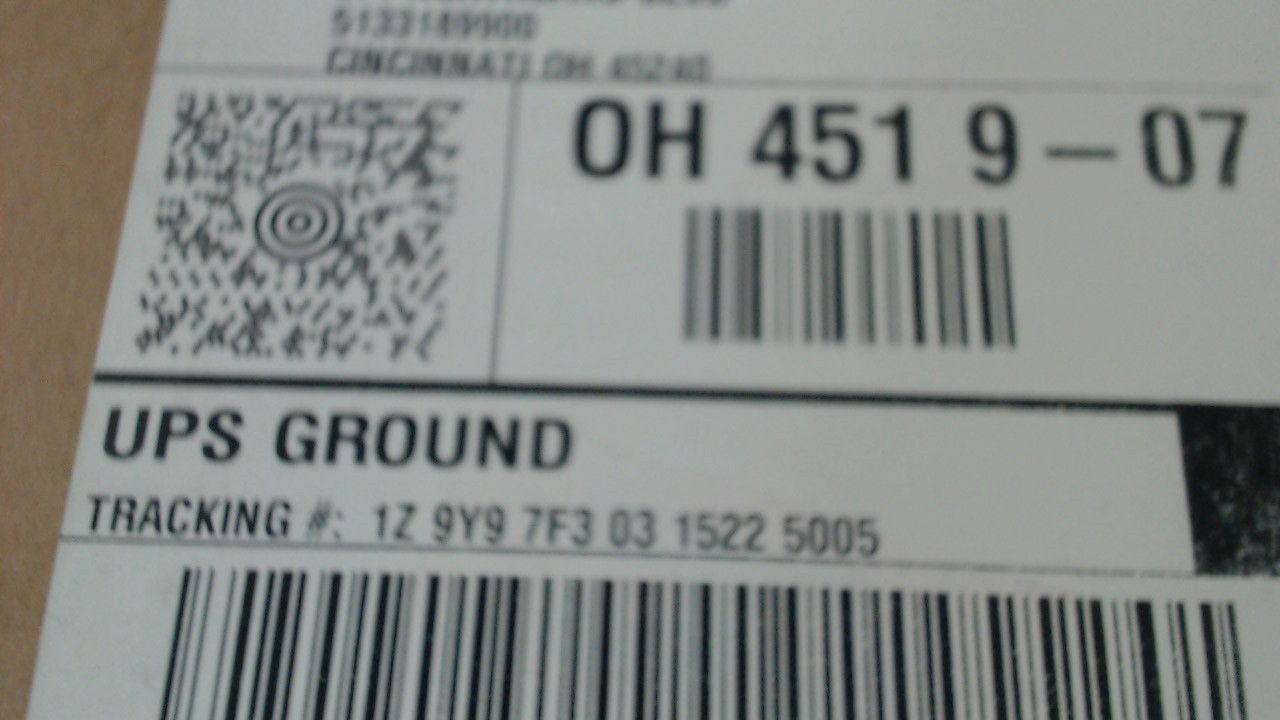 5133189900
CINCINNATI OH 45240
OH 451 9-07
UPS GROUND
TRACKING #: 1Z 9Y9 7F3 03 1522 5005